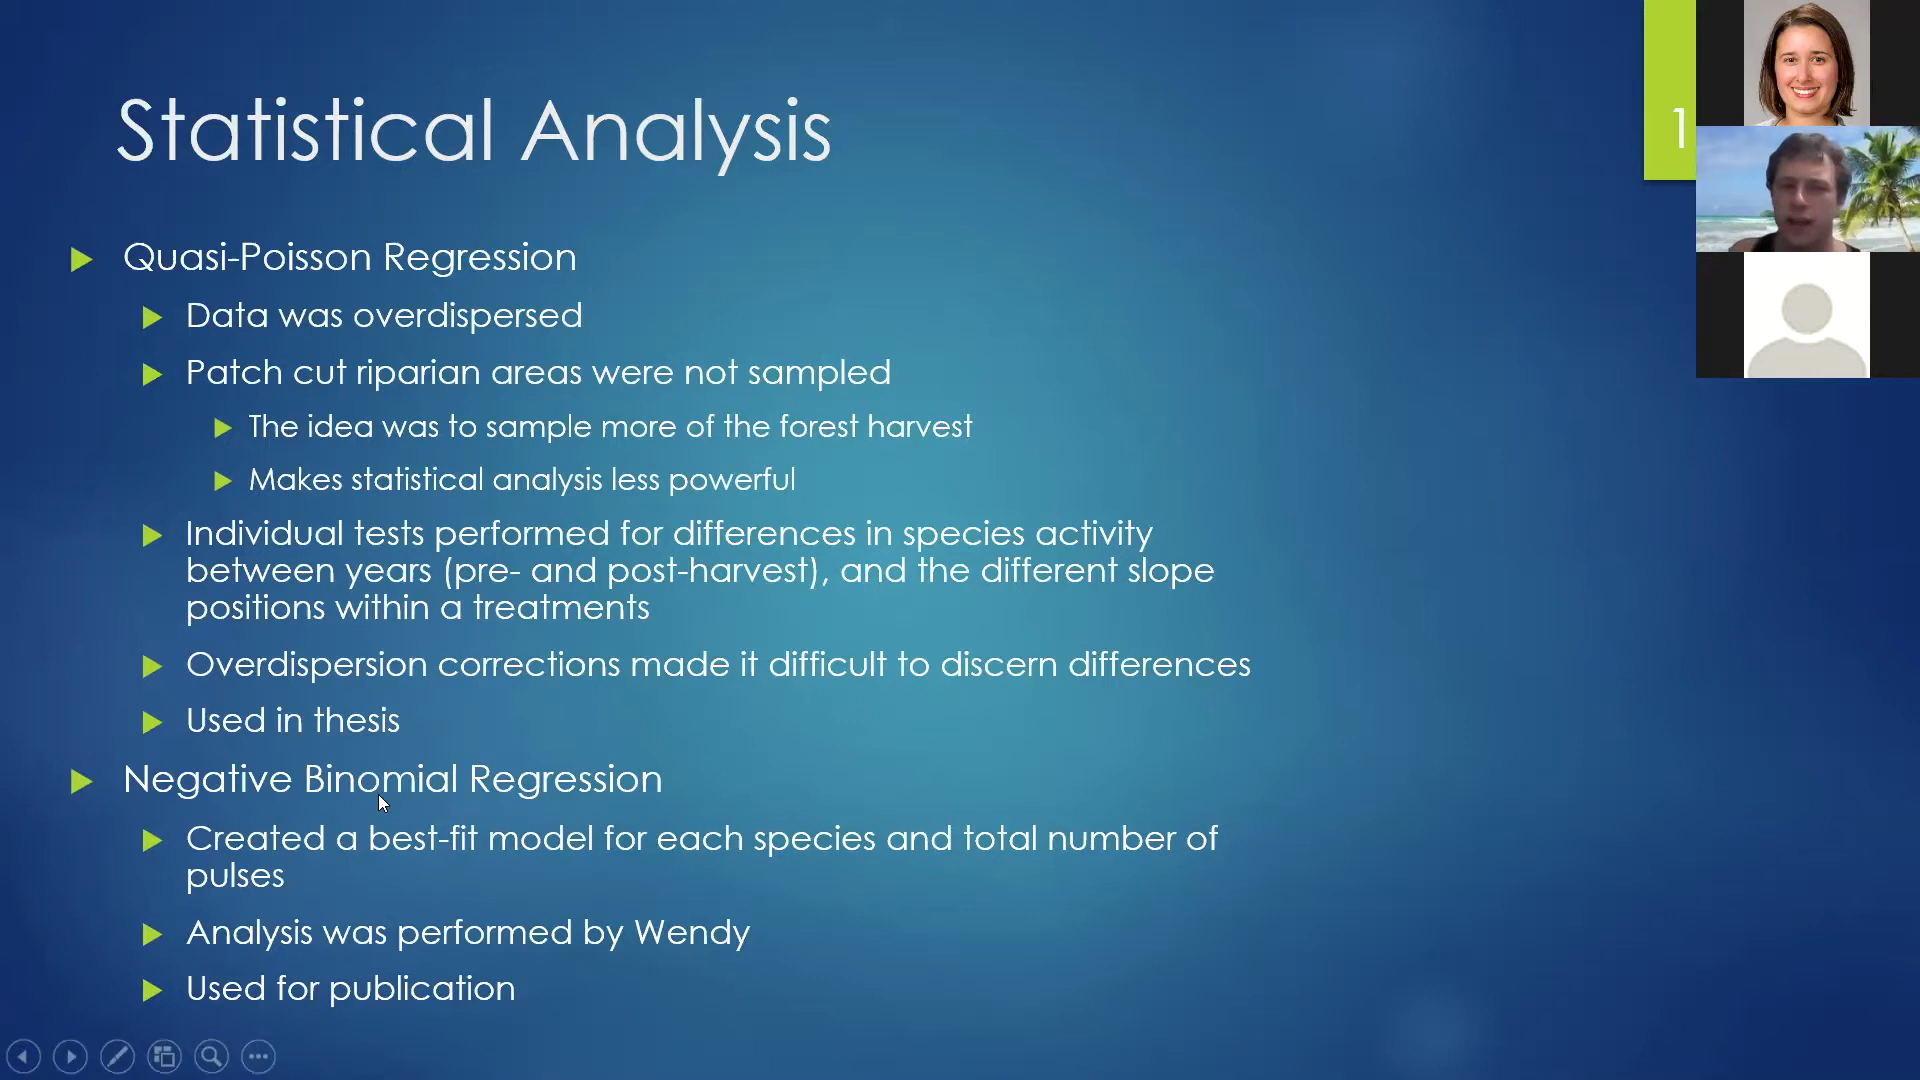 Statistical Analysis
1
Quasi-Poisson Regression
Data was overdispersed
Patch cut riparian areas were not sampled
The idea was to sample more of the forest harvest
Makes statistical analysis less powerful
Individual tests performed for differences in species activity
between years (pre- and post-harvest), and the different slope
positions within a treatments
Overdispersion corrections made it difficult to discern differences
Used in thesis
Negative Binomial Regression
Created a best-fit model for each species and total number of
pulses
Analysis was performed by Wendy
Used for publication